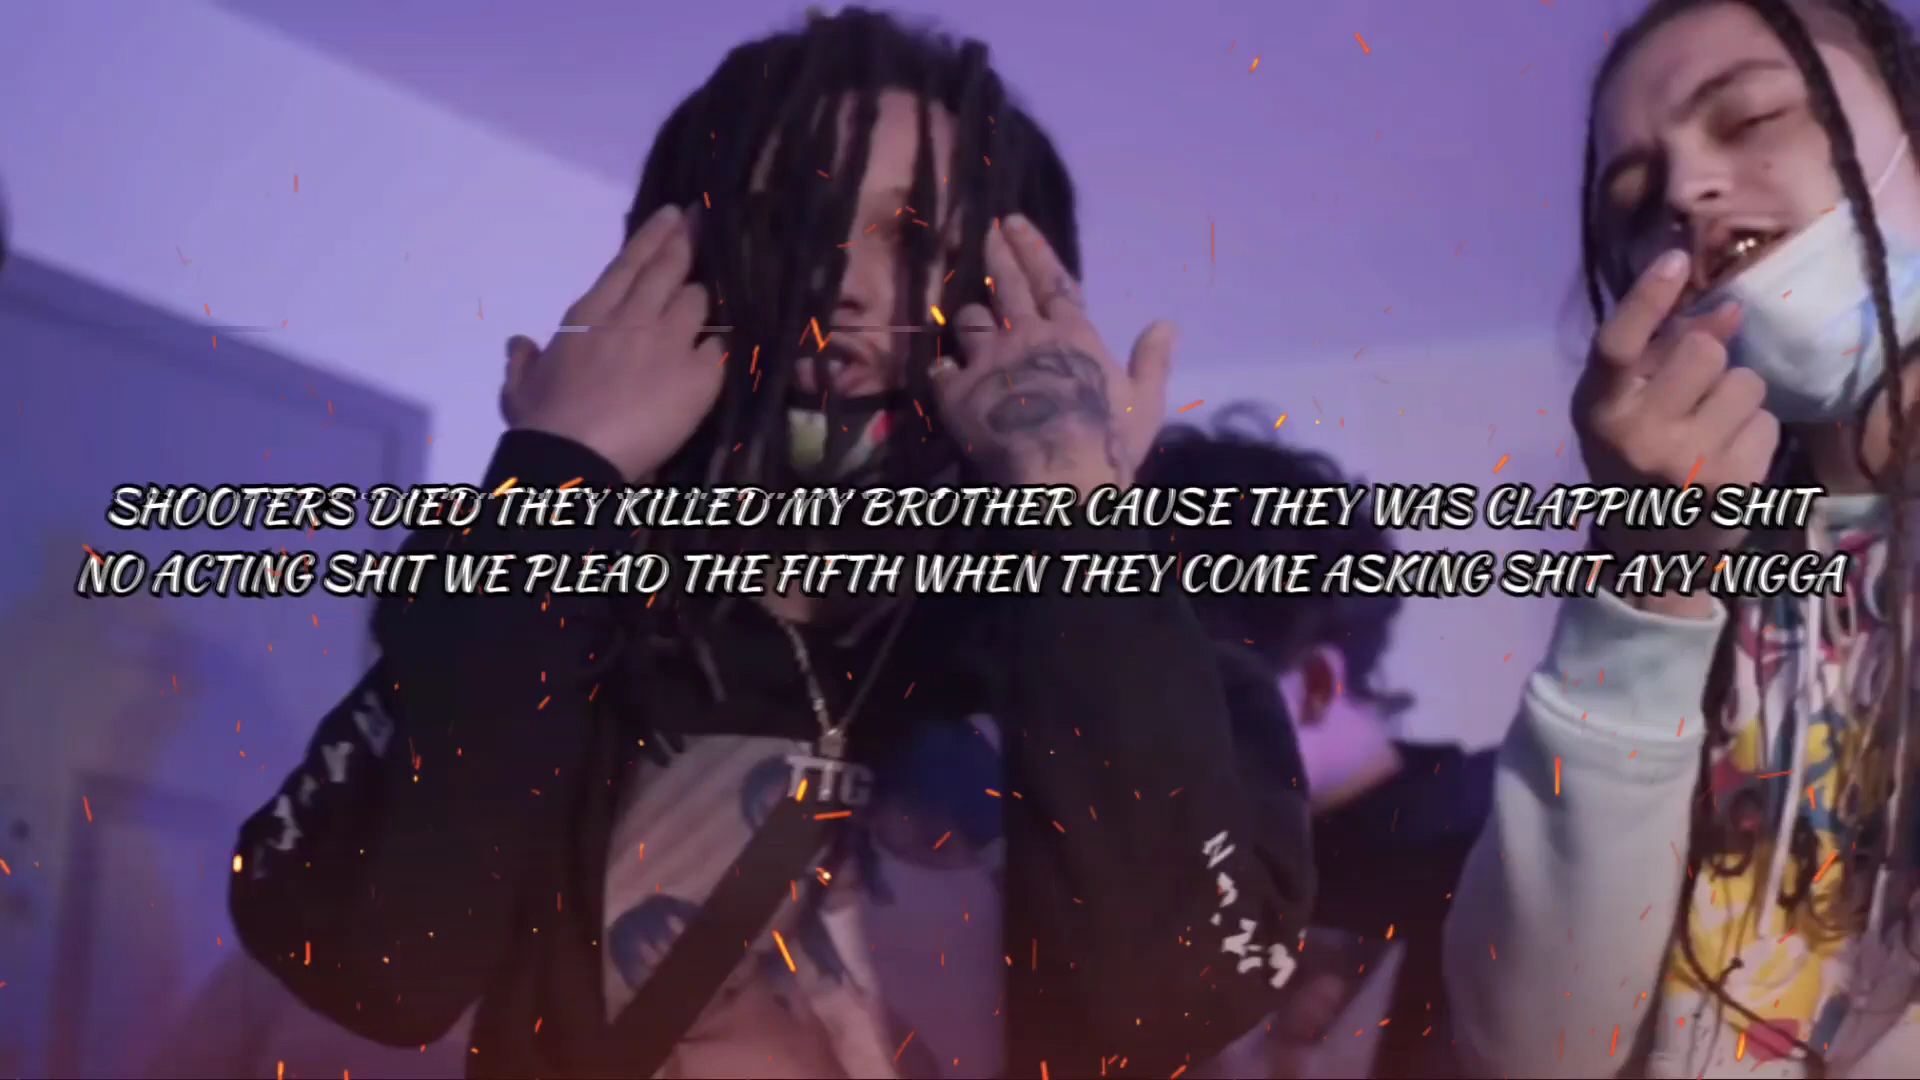 SHOOTERS DIED THEY KILLED MY BROTHER CAUSE THEY WAS CLAPPING SHIT
NO ACTING SHIT WE PLEAD THE FIFTH WHEN THEY COME ASKING SHIT AYY NIGGA
TTG